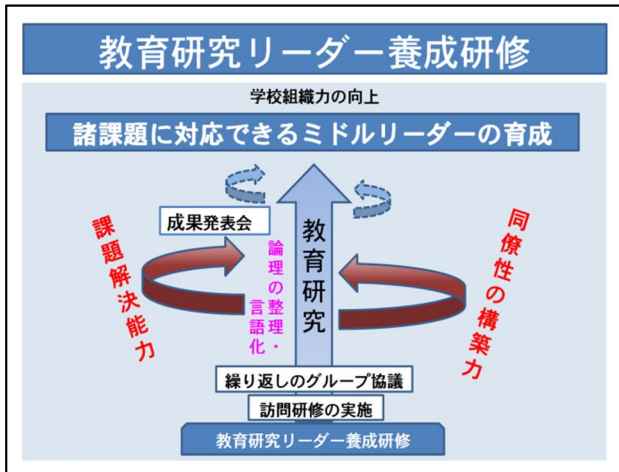 教育研究リーダー養成研修
学校組織力の向上
諸課題に対応できるミドルリーダーの育成
成果発表会
課題解決能力
論理の整理・
言語化
教育研究
同僚性の構築力
繰り返しのグループ協議
訪問研修の実施
教育研究リーダー養成研修